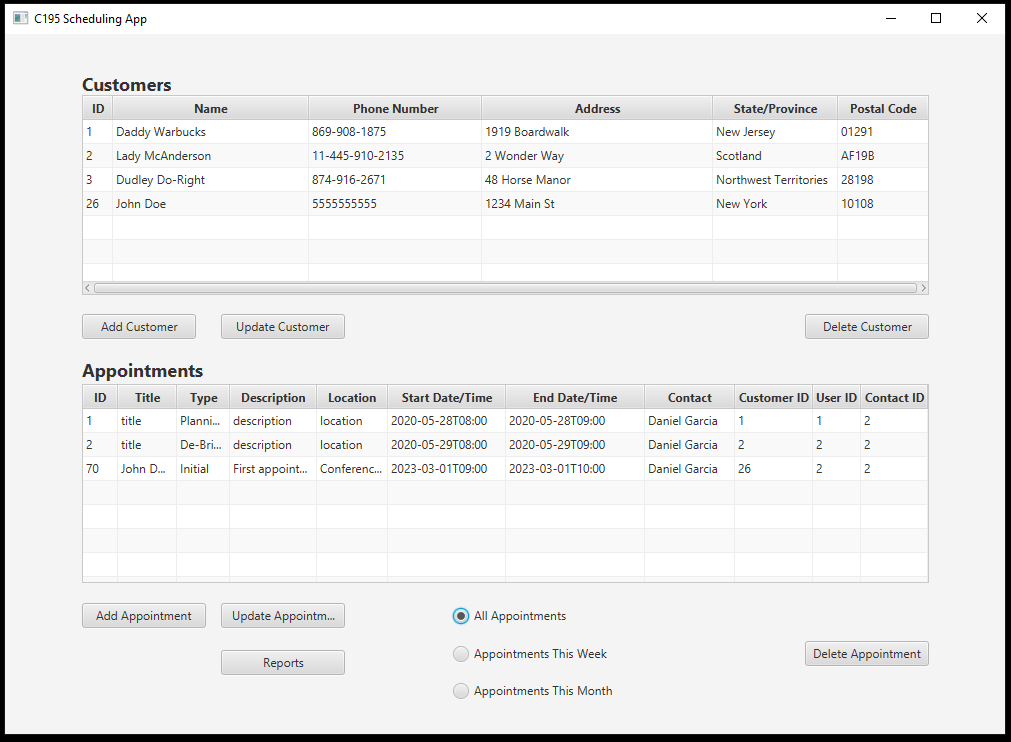 C195 Scheduling App
Customers
ID Name Phone Number Address State/Province Postal Code
1 Daddy Warbucks 869-908-1875 1919 Boardwalk New Jersey 01291
2 Lady McAnderson 11-445-910-2135 2 Wonder Way Scotland AF19B
3 Dudley Do-Right 874-916-2671 48 Horse Manor Northwest Territories 28198
26 John Doe 5555555555 1234 Main St New York 10108
Add Customer Update Customer Delete Customer
Appointments
ID Title Type Description Location Start Date/Time End Date/Time Contact Customer ID User ID Contact ID
1 title Planni... description location 2020-05-28T08:00 2020-05-28T09:00 Daniel Garcia 1 1 2
2 title De-Bri... description location 2020-05-29T08:00 2020-05-29T09:00 Daniel Garcia 2 2 2
70 John D... Initial First appoint... Conferenc... 2023-03-01T09:00 2023-03-01T10:00 Daniel Garcia 26 2 2
Add Appointment Update Appointm... All Appointments
Appointments This Week Delete Appointment
Reports
Appointments This Month